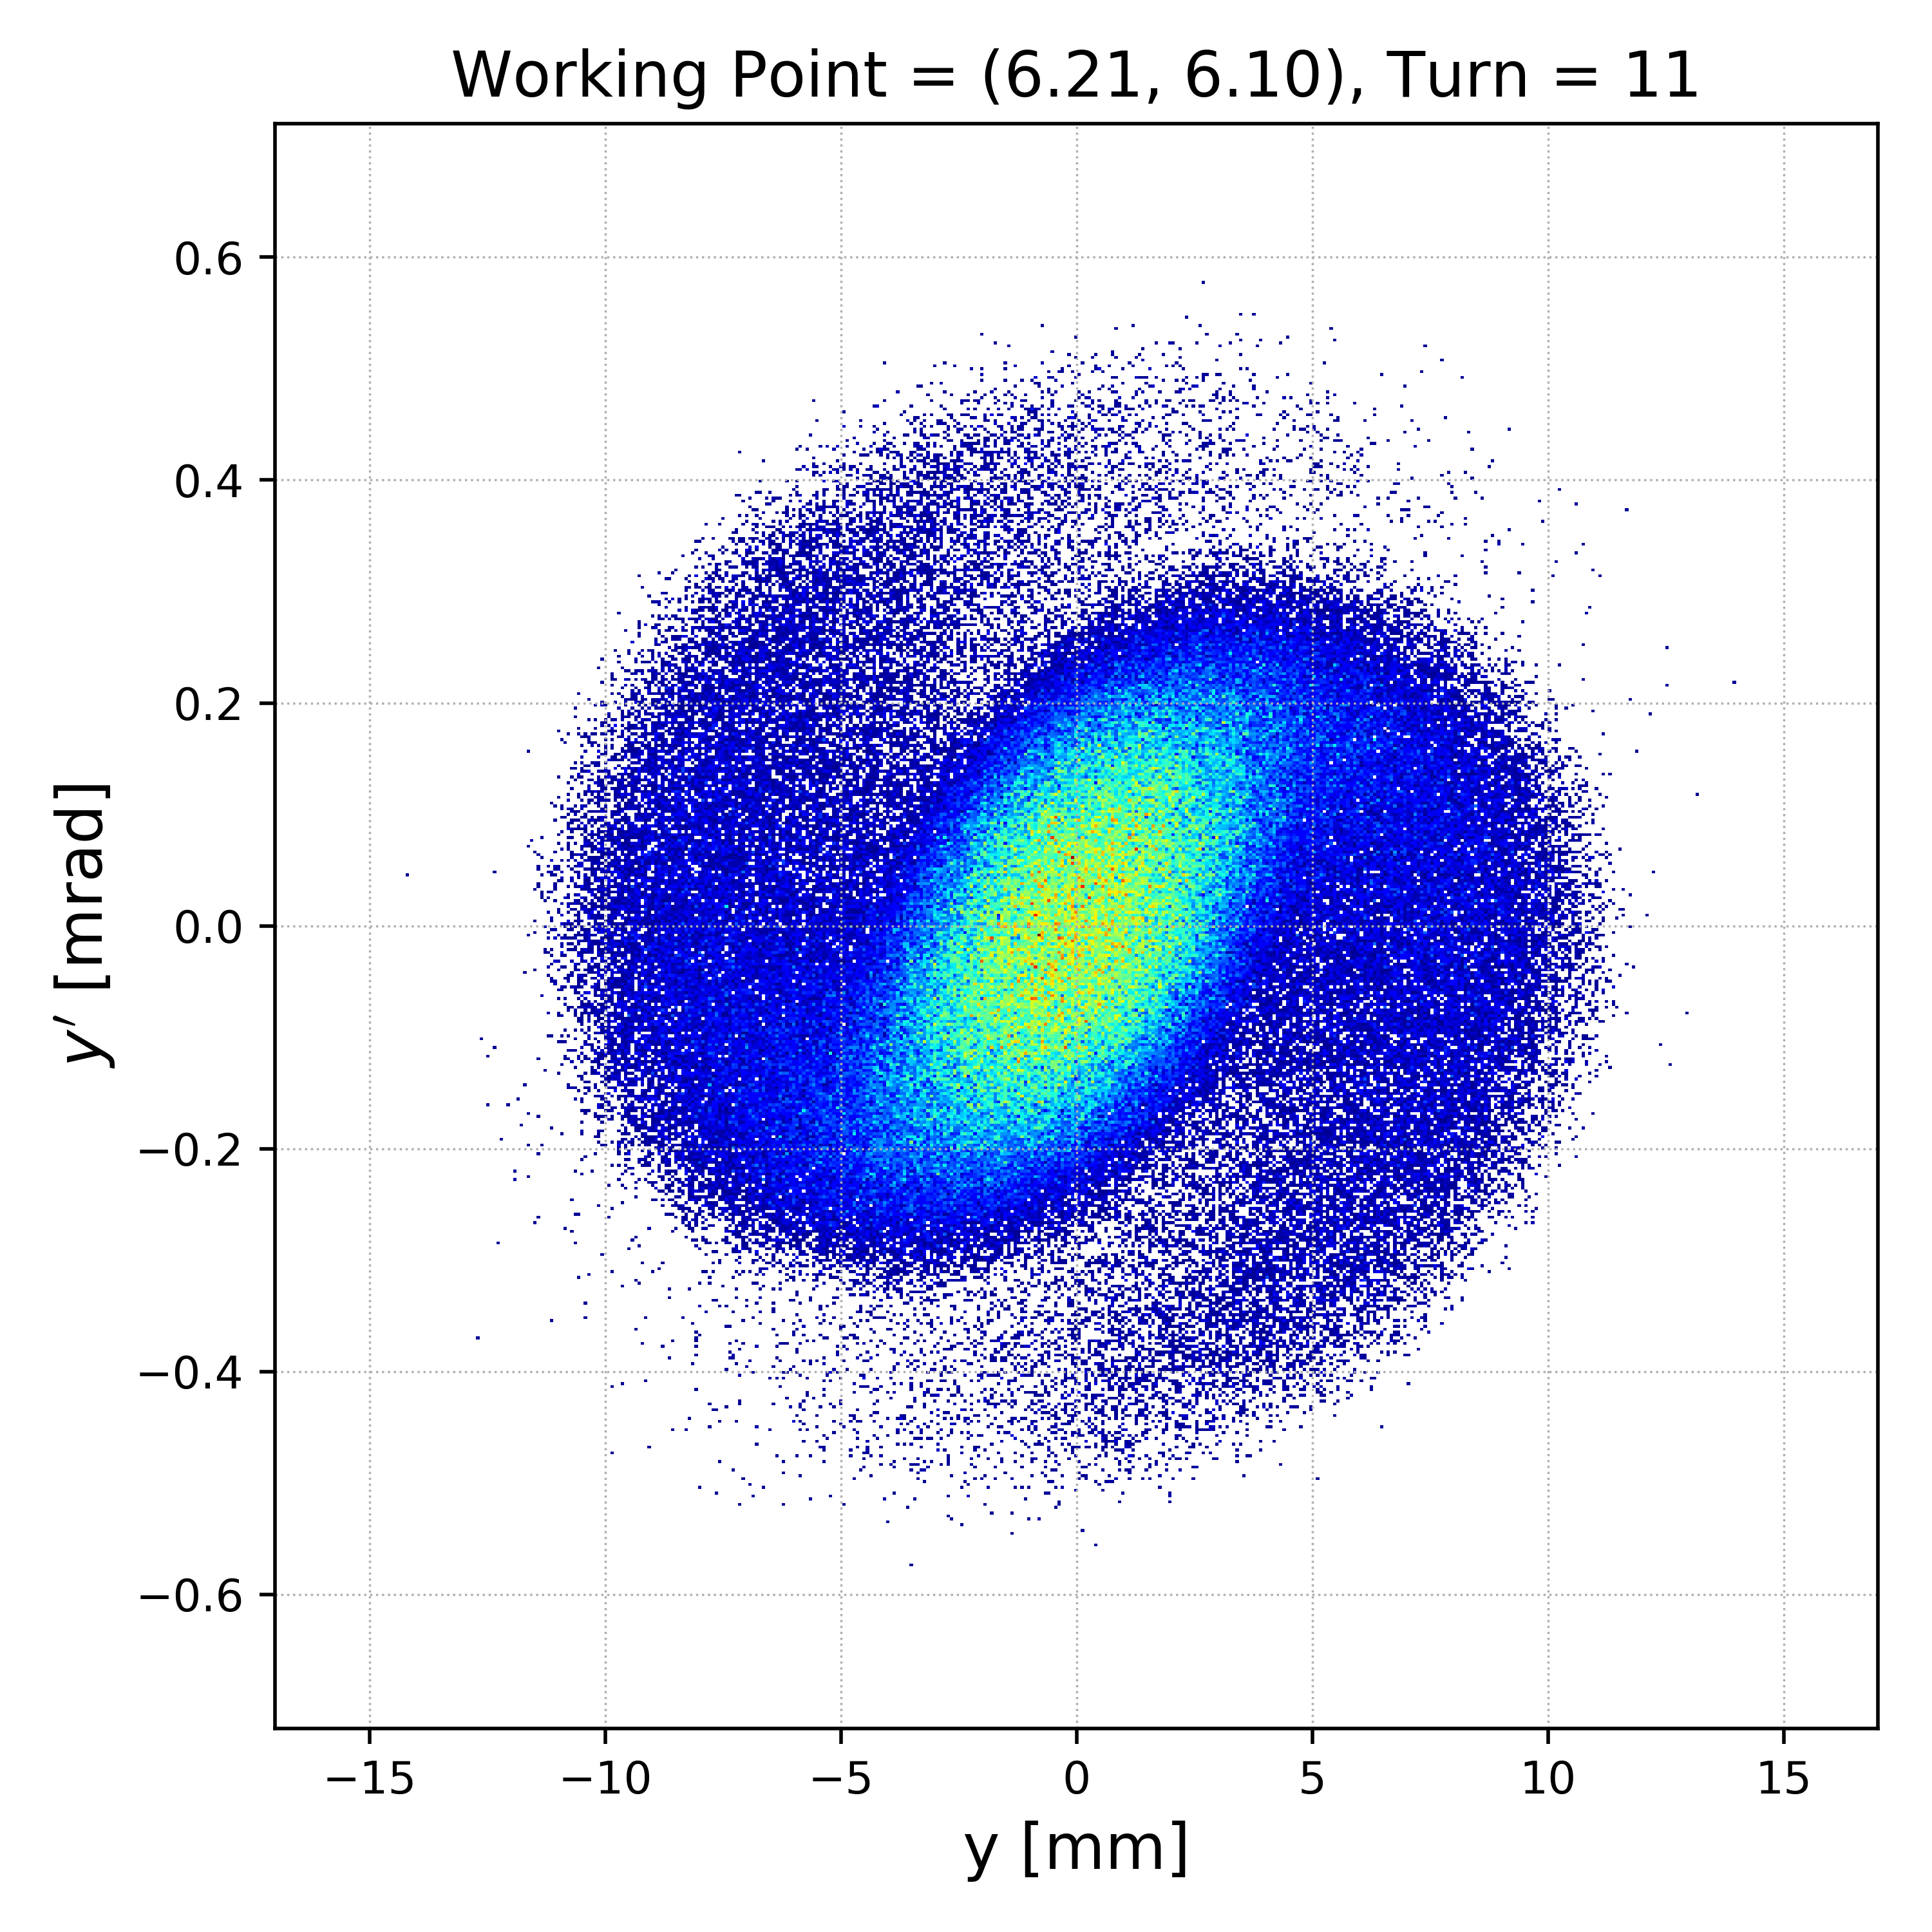 Working Point = (6.21, 6.10), Turn = 11
0.6
0.4
0.2
0.0
−0.2
−0.4
−0.6
y′ [mrad]
−15 −10 −5 0 5 10 15
y [mm]